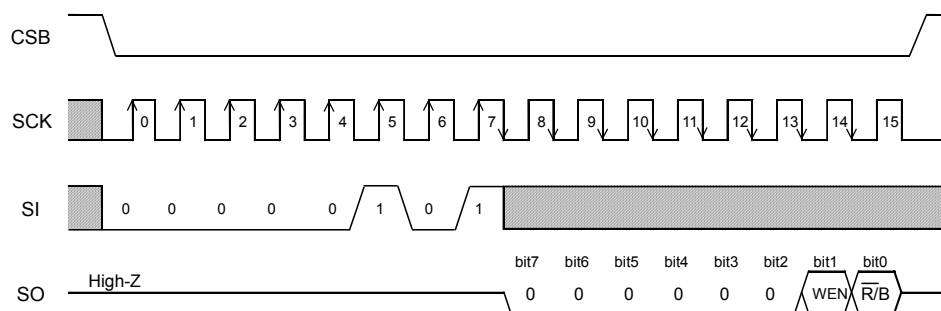 CSB
SCK 0 1 2 3 4 5 6 7 8 9 10 11 12 13 14 15
SI 0 0 0 0 0 1 0 1
bit7 bit6 bit5 bit4 bit3 bit2 bit1 bit0
SO High-Z 0 0 0 0 0 0 WEN R̅/B